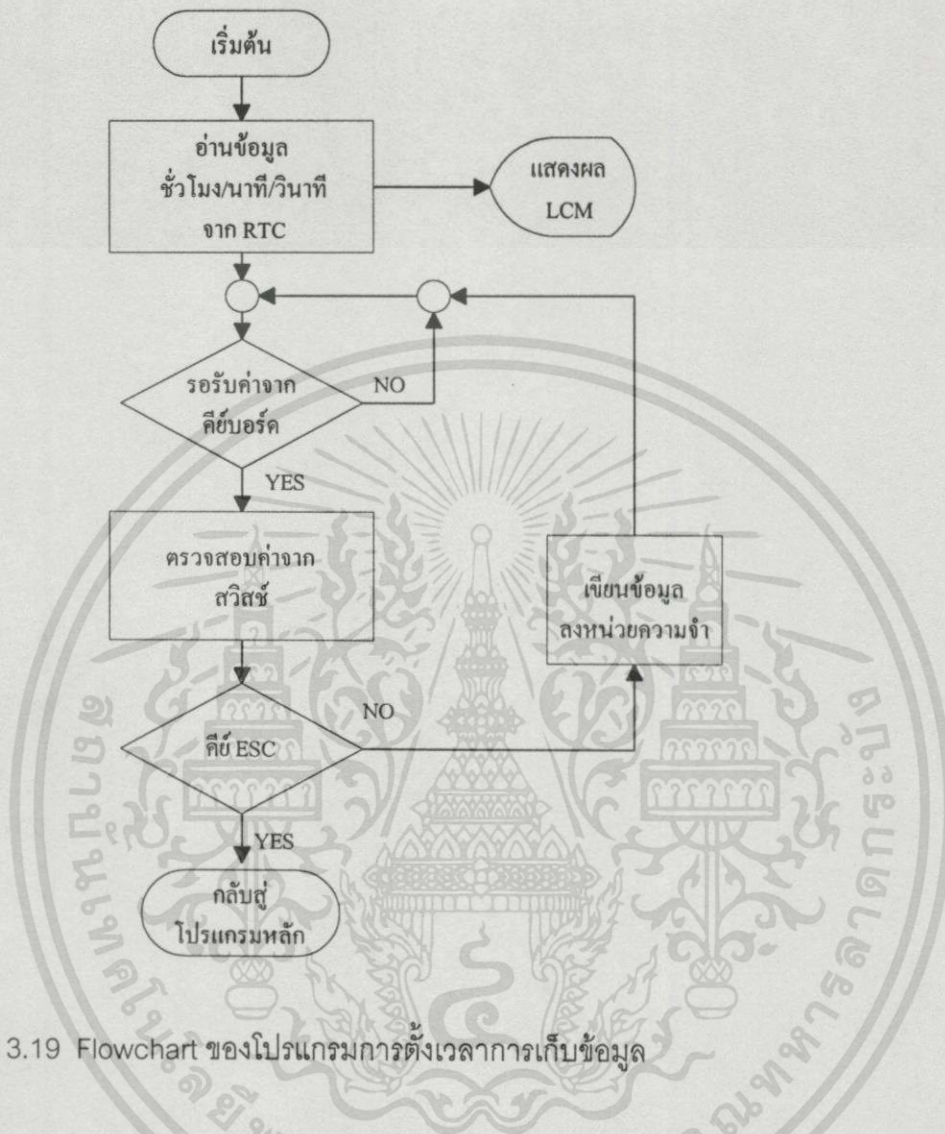 เริ่มต้น
อ่านข้อมูล
ชั่วโมง/นาที/วินาที
จาก RTC
แสดงผล
LCM
รอรับค่าจาก
คีย์บอร์ด
NO
YES
ตรวจสอบค่าจาก
สวิสช์
เขียนข้อมูล
ลงหน่วยความจำ
คีย์ ESC
NO
YES
กลับสู่
โปรแกรมหลัก
3.19 Flowchart ของโปรแกรมการตั้งเวลาการเก็บข้อมูล